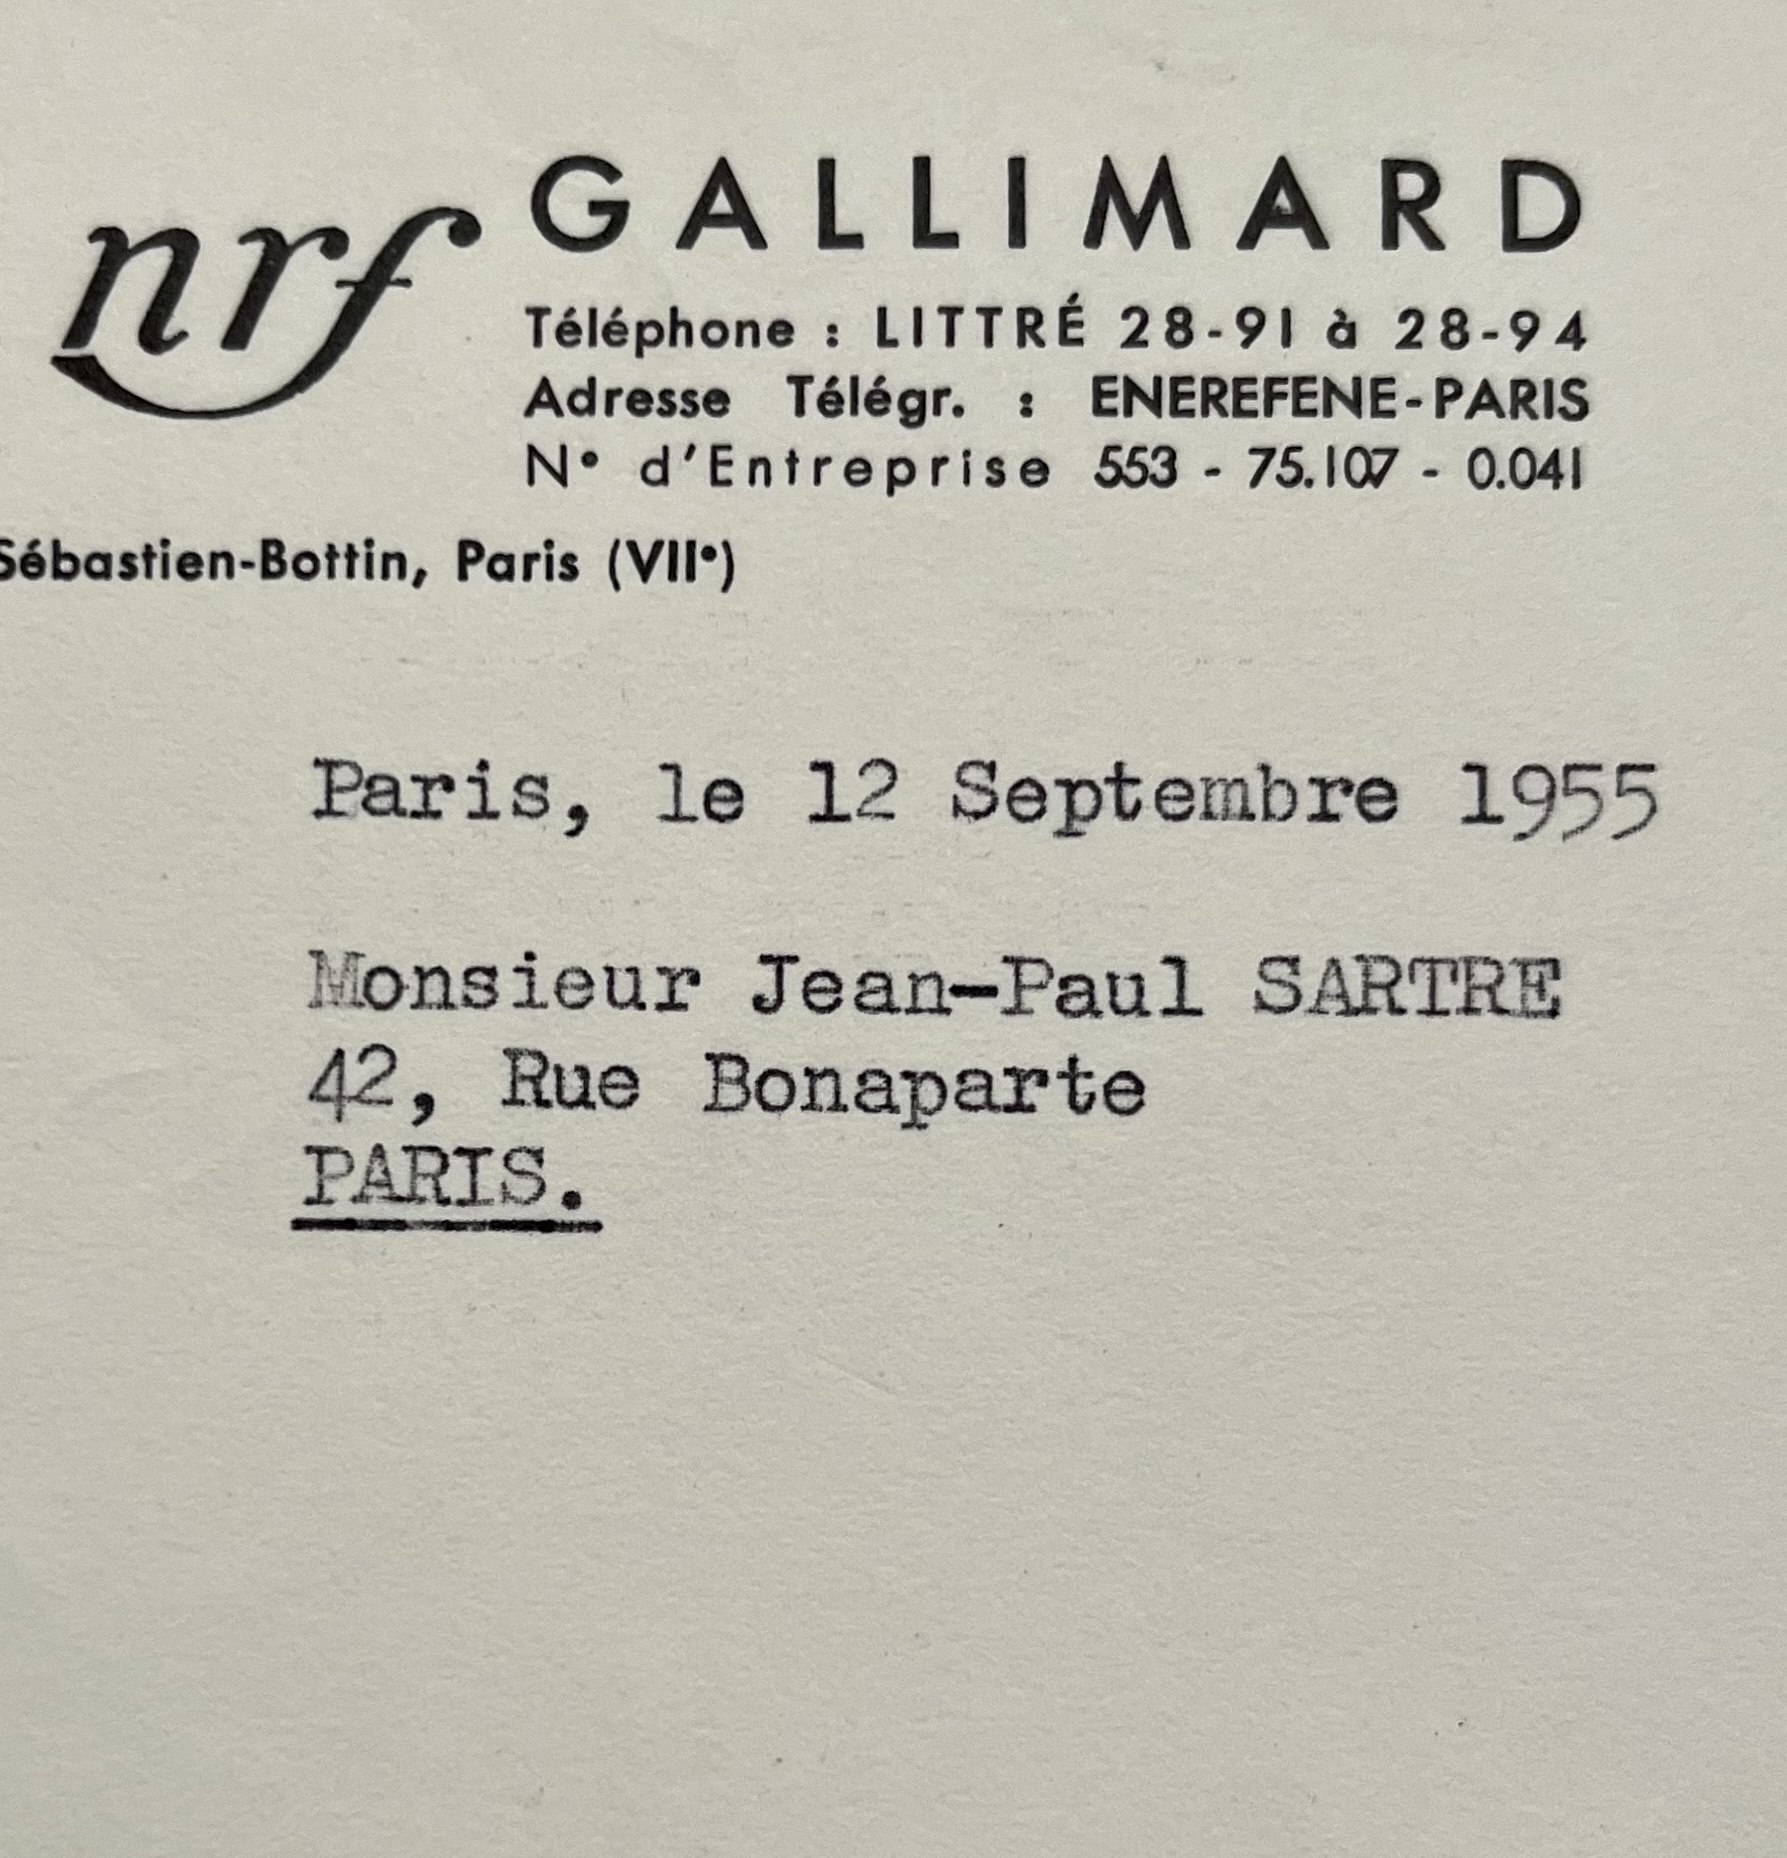 nrf
GALLIMARD
Téléphone : LITTRÉ 28-91 à 28-94
Adresse Télégr. : ENEREFENE-PARIS
N° d'Entreprise 553 - 75.107 - 0.041
Sébastien-Bottin, Paris (VIIe)
Paris, le 12 Septembre 1955
Monsieur Jean-Paul SARTRE
42, Rue Bonaparte
PARIS.